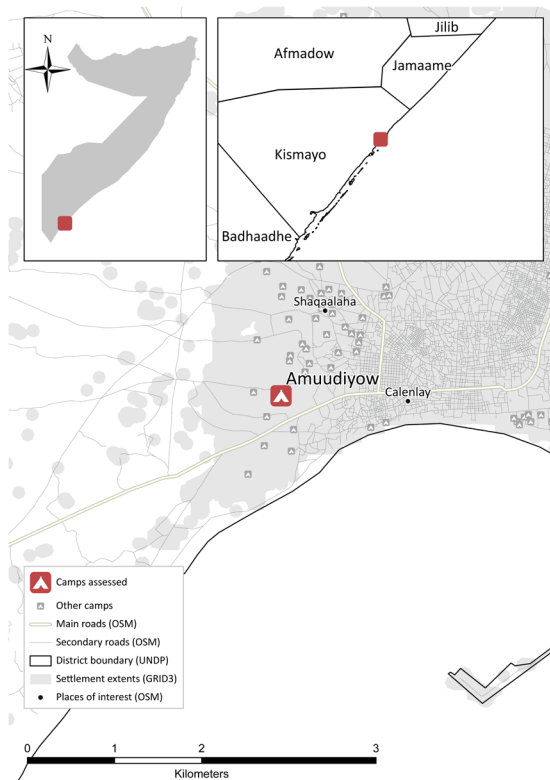 N
Jilib
Afmadow
Jamaame
Kismayo
Badhaadhe
Shaqaalaha
Amuudiyow
Calenlay
Camps assessed
Other camps
Main roads (OSM)
Secondary roads (OSM)
District boundary (UNDP)
Settlement extents (GRID3)
Places of interest (OSM)
0 1 2 3
Kilometers